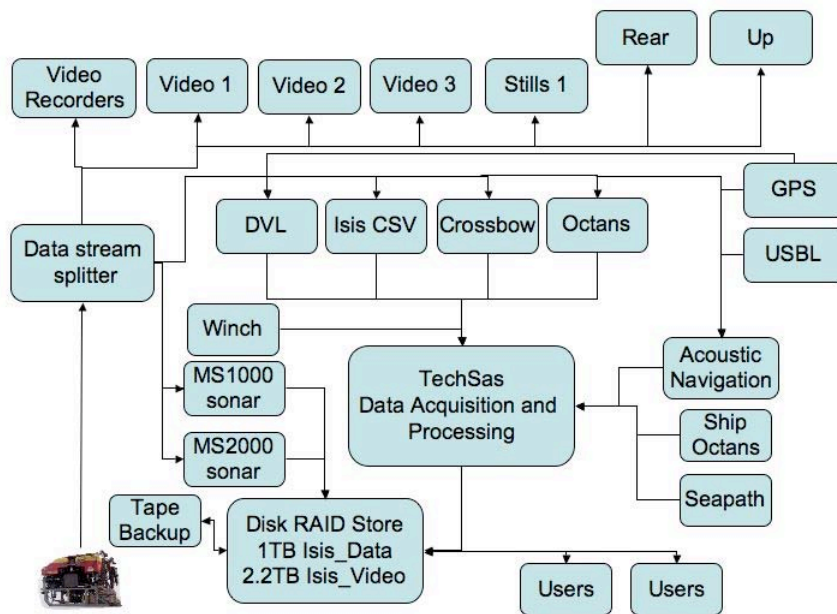 Rear
Up
Video
Recorders
Video 1
Video 2
Video 3
Stills 1
GPS
DVL
Isis CSV
Crossbow
Octans
Data stream
splitter
USBL
Winch
Acoustic
Navigation
MS1000
sonar
TechSas
Data Acquisition and
Processing
Ship
Octans
MS2000
sonar
Seapath
Tape
Backup
Disk RAID Store
1TB Isis_Data
2.2TB Isis_Video
Users
Users